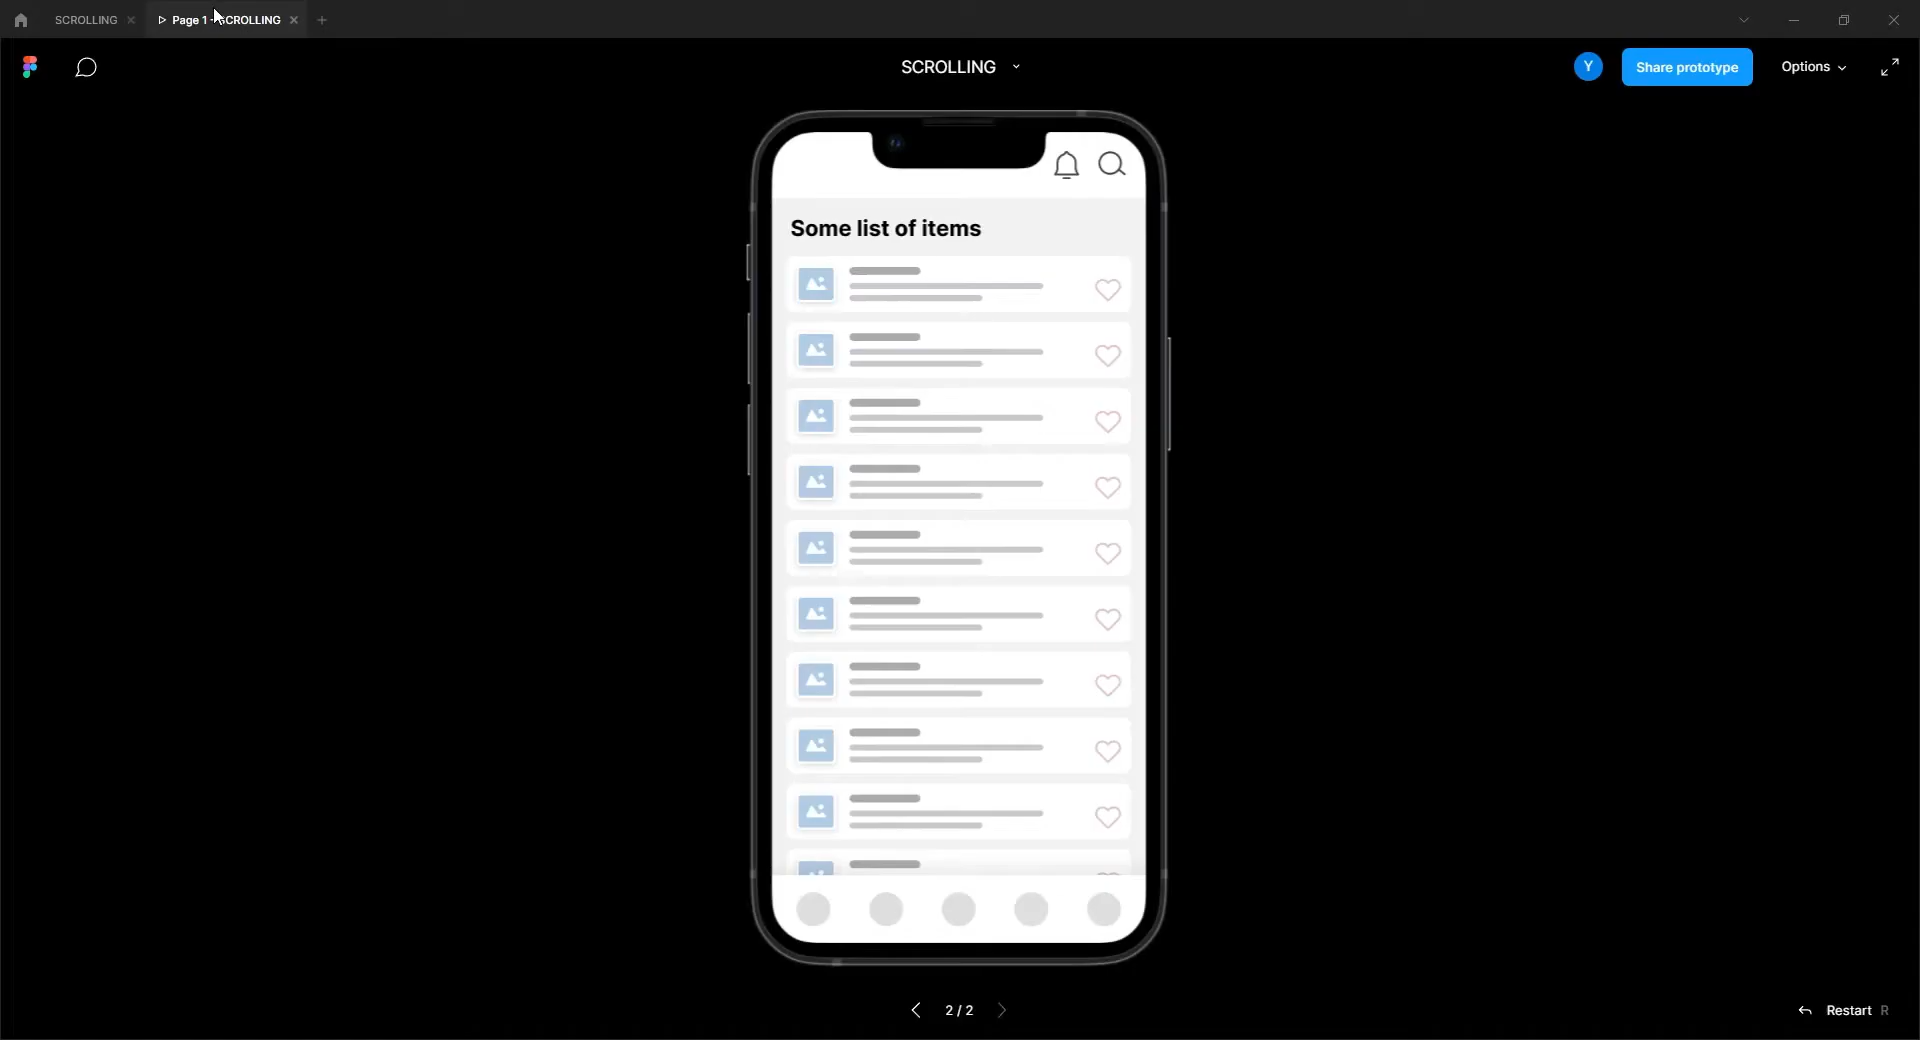 SCROLLING
Page 1 - SCROLLING
SCROLLING
Y
Share prototype
Options
Some list of items
2 / 2
Restart R